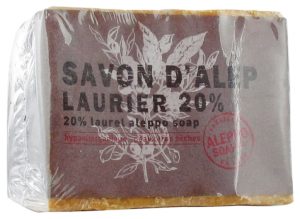 SAVON D'ALEP
LAURIER 20%
20% laurel aleppo soap
ALEPPO
SOAP